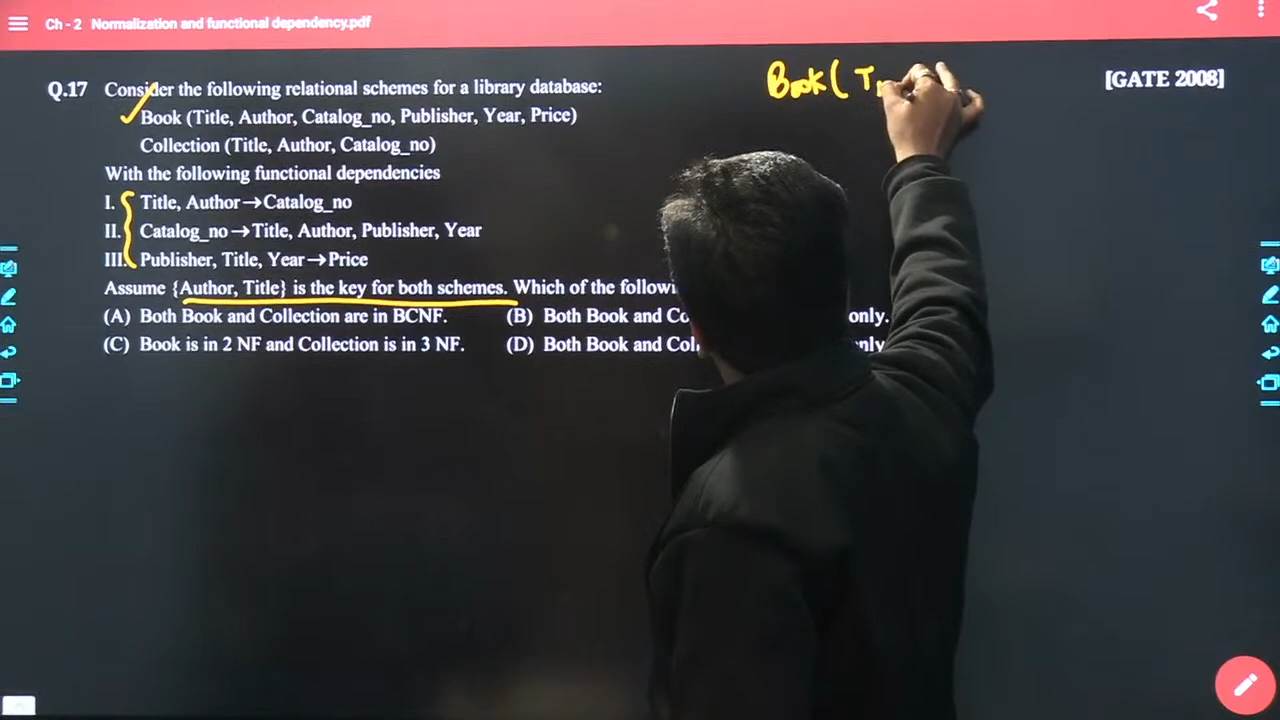 Ch - 2 Normalization and functional dependency.pdf
Book (
Q.17 Consider the following relational schemes for a library database: [GATE 2008]
Book (Title, Author, Catalog_no, Publisher, Year, Price)
Collection (Title, Author, Catalog_no)
With the following functional dependencies
I. Title, Author→Catalog_no
II. Catalog_no→Title, Author, Publisher, Year
III. Publisher, Title, Year→Price
Assume {Author, Title} is the key for both schemes. Which of the
(A) Both Book and Collection are in BCNF. (B) Both Book and only.
(C) Book is in 2 NF and Collection is in 3 NF. (D) Both Book and